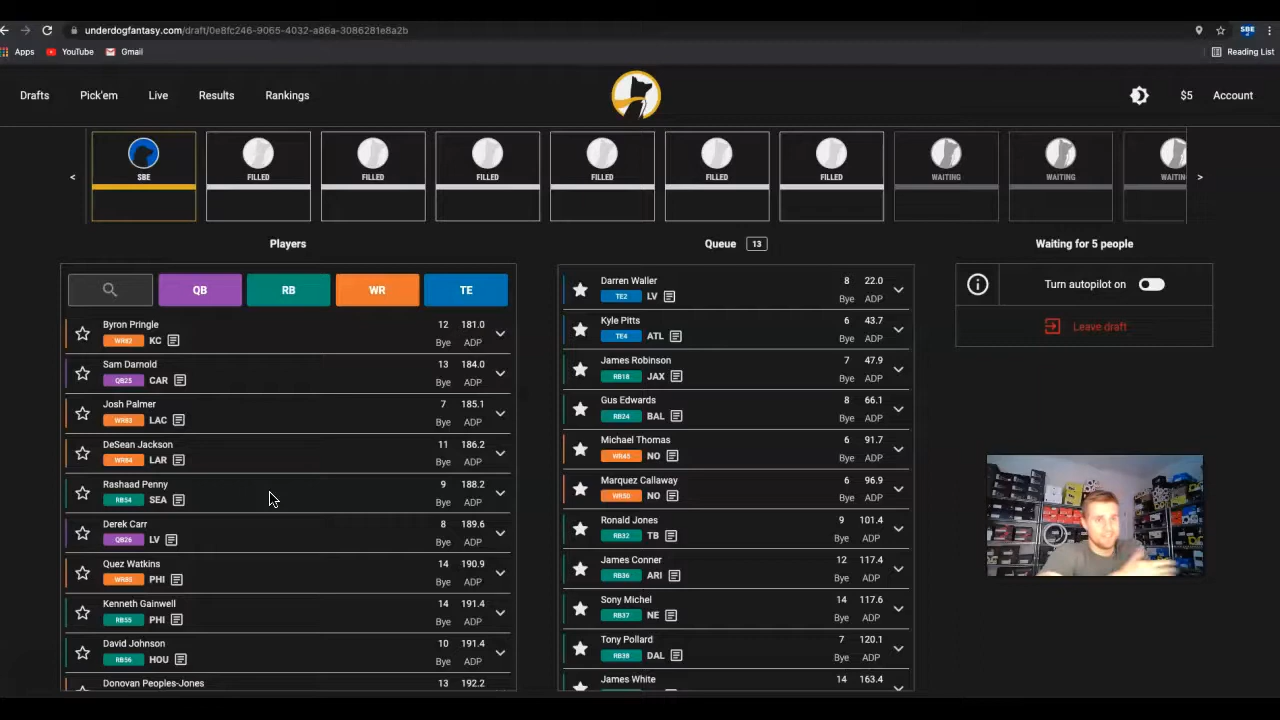 underdogfantasy.com/draft/0e8fc246-9065-4032-a86a-3086281e8a2b
SBE
Apps YouTube Gmail Reading List
Drafts Pick'em Live Results Rankings $5 Account
SBE FILLED FILLED FILLED FILLED FILLED FILLED WAITING WAITING WAITIN
< >
Players Queue 13 Waiting for 5 people
QB RB WR TE
Byron Pringle 12 181.0
WR82 KC Bye ADP
Sam Darnold 13 184.0
QB25 CAR Bye ADP
Josh Palmer 7 185.1
WR83 LAC Bye ADP
DeSean Jackson 11 186.2
WR84 LAR Bye ADP
Rashaad Penny 9 188.2
RB54 SEA Bye ADP
Derek Carr 8 189.6
QB26 LV Bye ADP
Quez Watkins 14 190.9
WR85 PHI Bye ADP
Kenneth Gainwell 14 191.4
RB55 PHI Bye ADP
David Johnson 10 191.4
RB56 HOU Bye ADP
Donovan Peoples-Jones 13 192.2
Darren Waller 8 22.0
TE2 LV Bye ADP
Kyle Pitts 6 43.7
TE4 ATL Bye ADP
James Robinson 7 47.9
RB18 JAX Bye ADP
Gus Edwards 8 66.1
RB24 BAL Bye ADP
Michael Thomas 6 91.7
WR45 NO Bye ADP
Marquez Callaway 6 96.9
WR50 NO Bye ADP
Ronald Jones 9 101.4
RB32 TB Bye ADP
James Conner 12 117.4
RB36 ARI Bye ADP
Sony Michel 14 117.6
RB37 NE Bye ADP
Tony Pollard 7 120.1
RB38 DAL Bye ADP
James White 14 163.4
Turn autopilot on
Leave draft